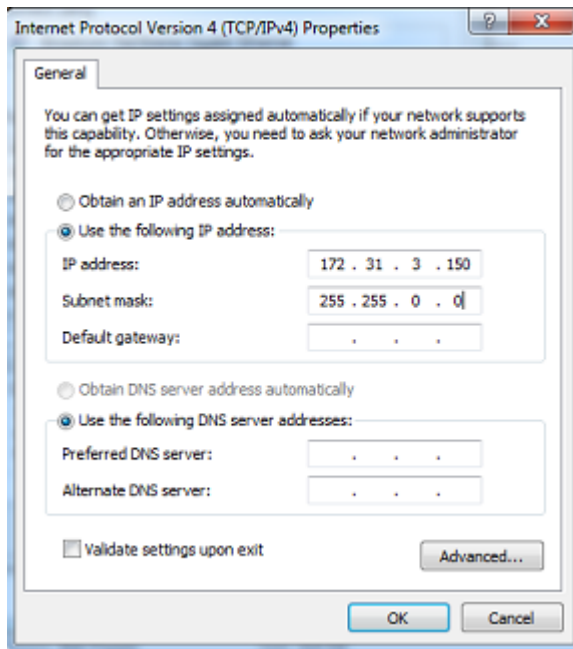 Internet Protocol Version 4 (TCP/IPv4) Properties
?
X
General
You can get IP settings assigned automatically if your network supports
this capability. Otherwise, you need to ask your network administrator
for the appropriate IP settings.
Obtain an IP address automatically
Use the following IP address:
IP address: 172 . 31 . 3 . 150
Subnet mask: 255 . 255 . 0 . 0
Default gateway: . . .
Obtain DNS server address automatically
Use the following DNS server addresses:
Preferred DNS server: . . .
Alternate DNS server: . . .
Validate settings upon exit
Advanced...
OK Cancel